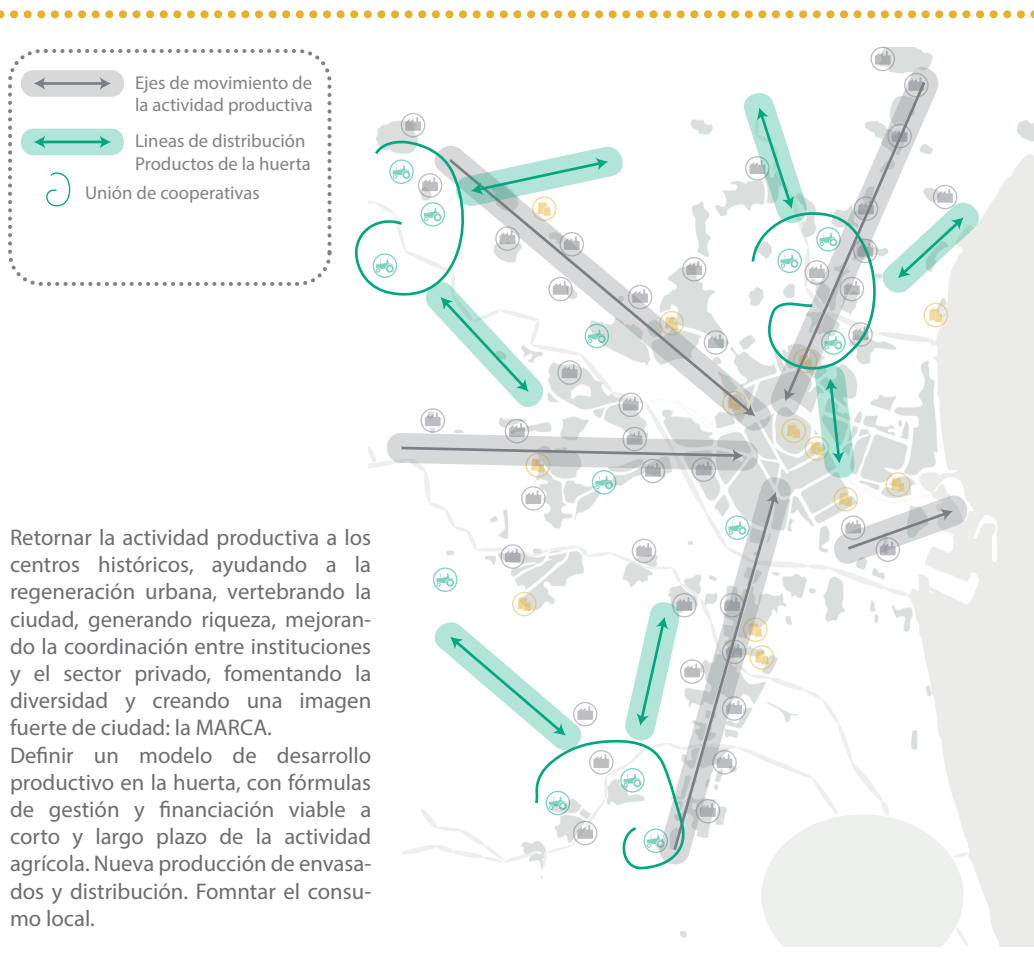 Ejes de movimiento de
la actividad productiva
Lineas de distribución
Productos de la huerta
Unión de cooperativas
Retornar la actividad productiva a los
centros históricos, ayudando a la
regeneración urbana, vertebrando la
ciudad, generando riqueza, mejoran-
do la coordinación entre instituciones
y el sector privado, fomentando la
diversidad y creando una imagen
fuerte de ciudad: la MARCA.
Definir un modelo de desarrollo
productivo en la huerta, con fórmulas
de gestión y financiación viable a
corto y largo plazo de la actividad
agrícola. Nueva producción de envasa-
dos y distribución. Fomntar el consu-
mo local.